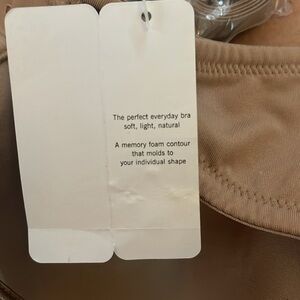 The perfect everyday bra
soft, light, natural
A memory foam contour
that molds to
your individual shape